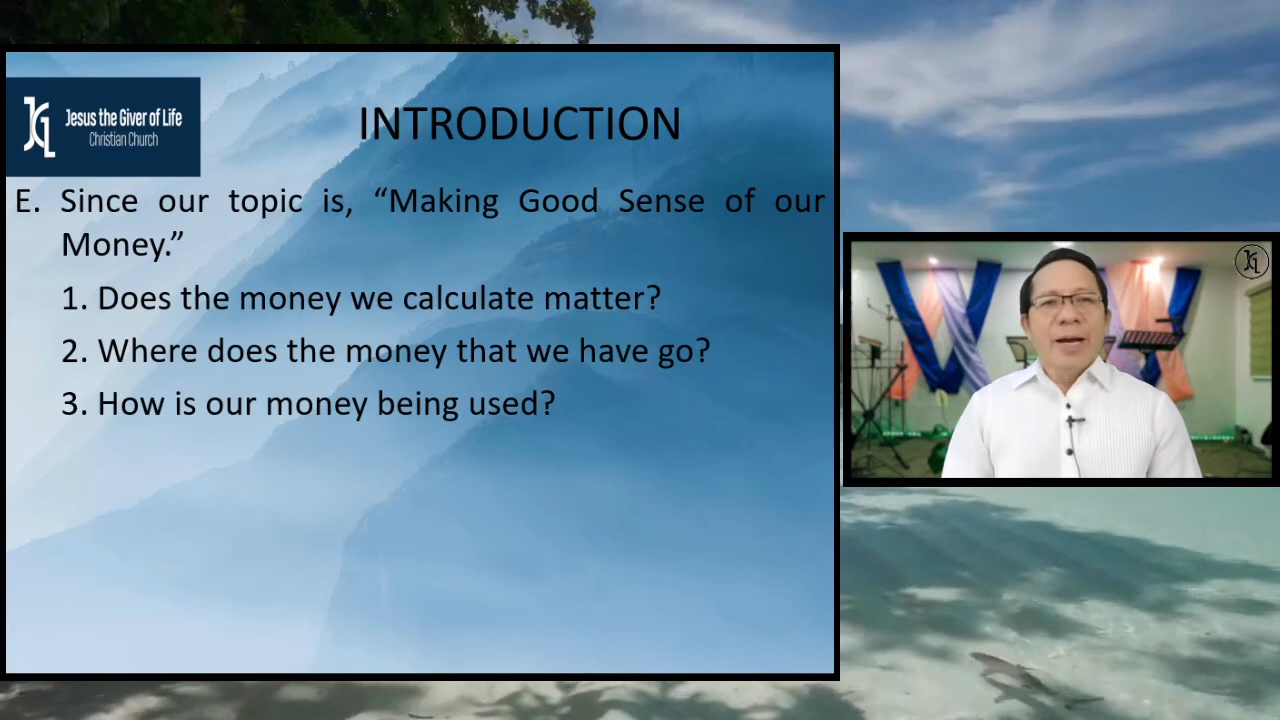 Jesus the Giver of Life
Christian Church
INTRODUCTION
E. Since our topic is, “Making Good Sense of our
Money.”
1. Does the money we calculate matter?
2. Where does the money that we have go?
3. How is our money being used?